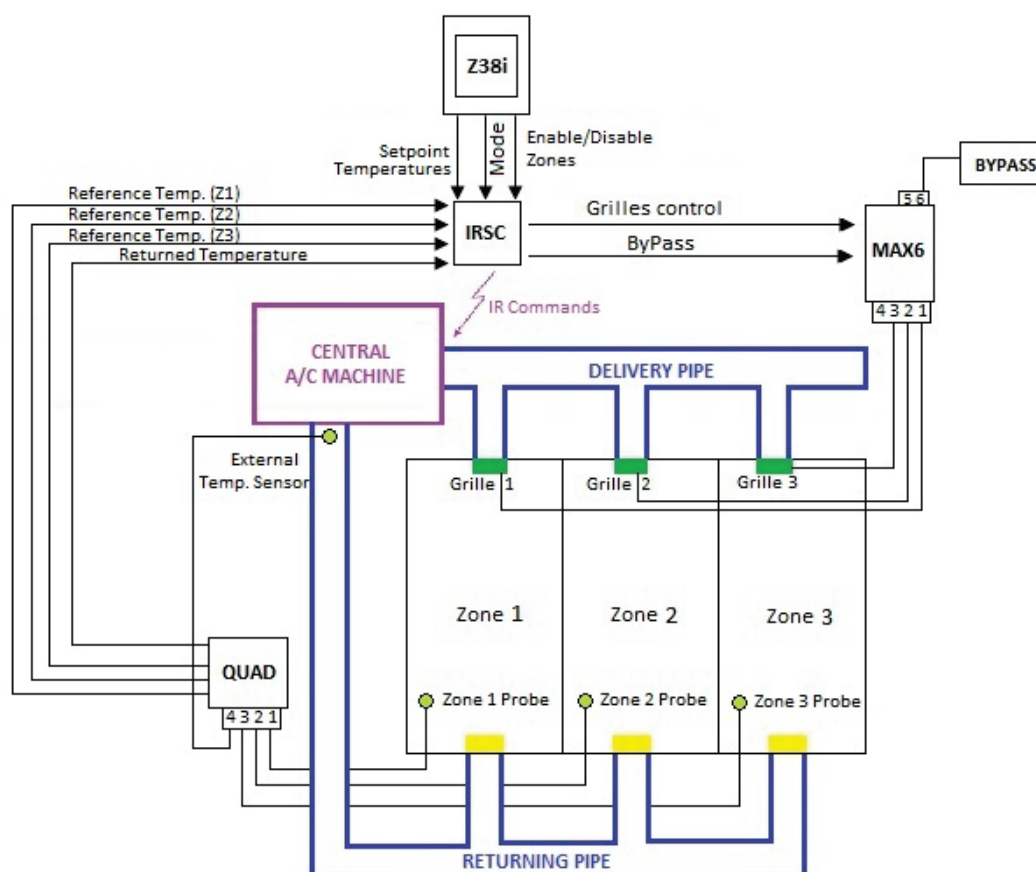 Z38i
Setpoint
Temperatures
Mode
Enable/Disable
Zones
BYPASS
Reference Temp. (Z1)
Reference Temp. (Z2)
Reference Temp. (Z3)
Returned Temperature
IRSC
Grilles control
ByPass
5 6
MAX6
4 3 2 1
IR Commands
CENTRAL
A/C MACHINE
DELIVERY PIPE
External
Temp. Sensor
Grille 1
Grille 2
Grille 3
Zone 1
Zone 2
Zone 3
QUAD
4 3 2 1
Zone 1 Probe
Zone 2 Probe
Zone 3 Probe
RETURNING PIPE